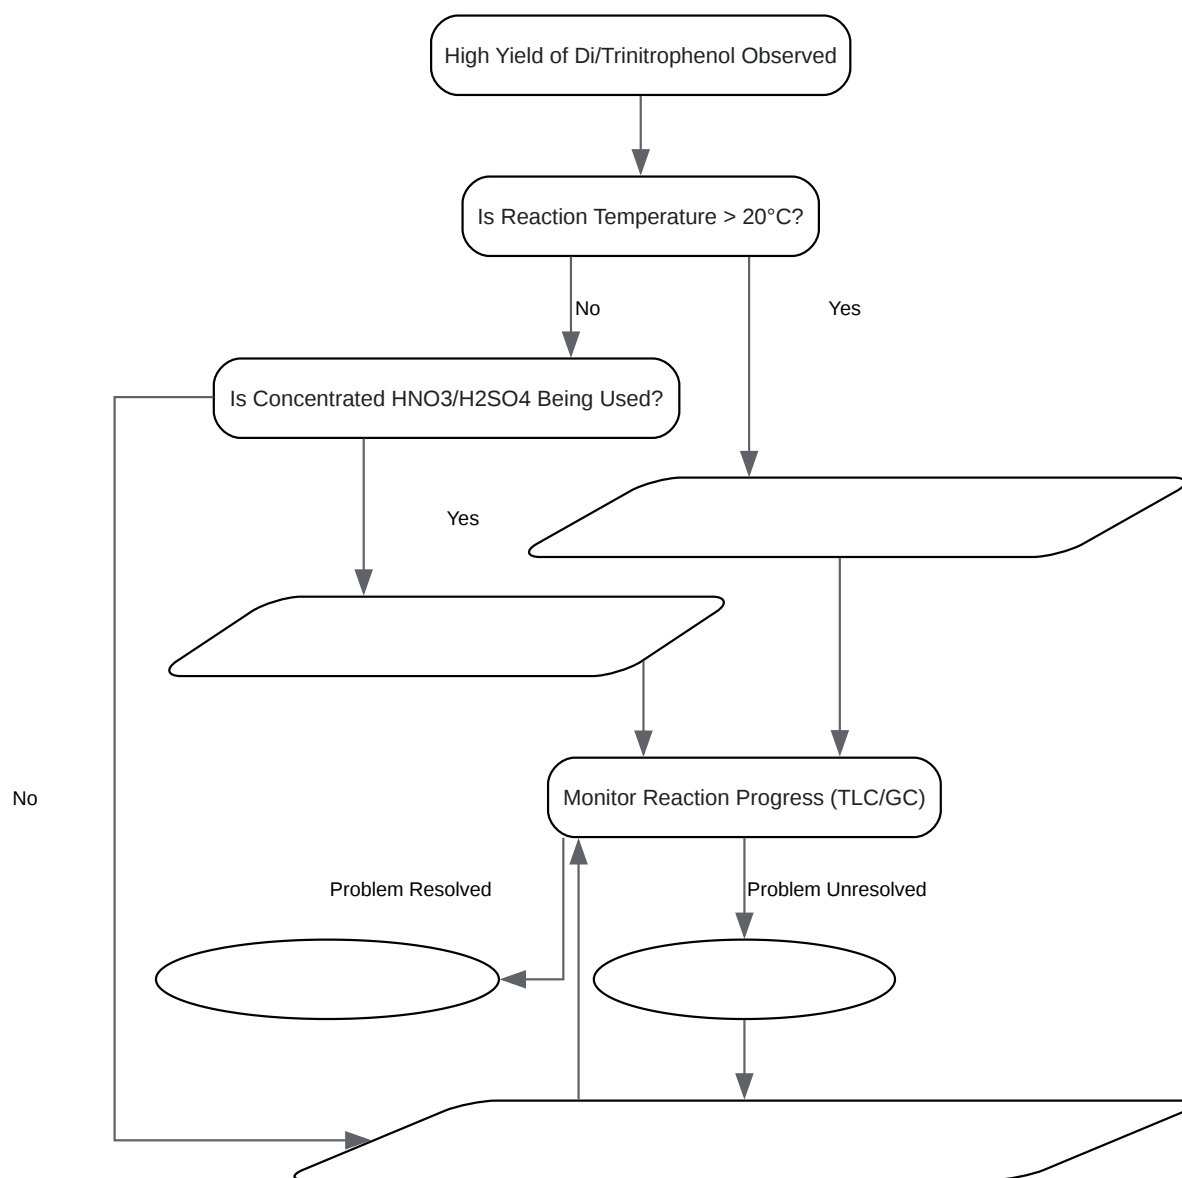 High Yield of Di/Trinitrophenol Observed
Is Reaction Temperature > 20°C?
No
Yes
Is Concentrated HNO3/H2SO4 Being Used?
Yes
Monitor Reaction Progress (TLC/GC)
No
Problem Resolved
Problem Unresolved